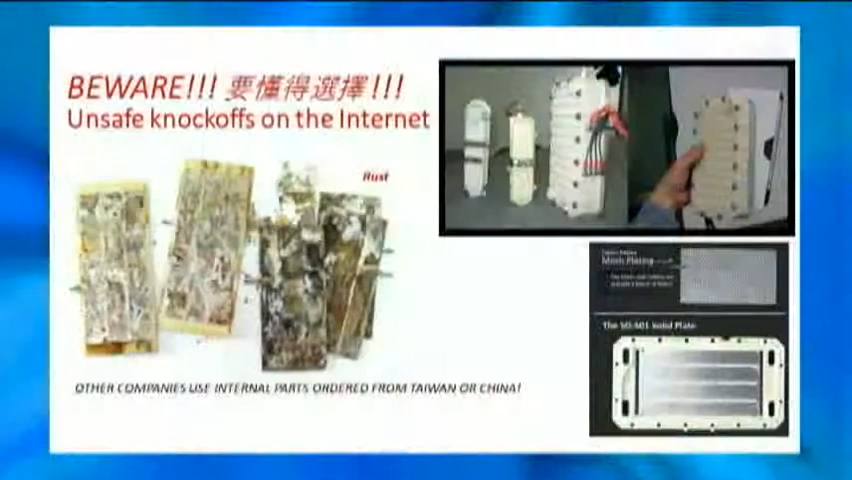 BEWARE!!! 要懂得選擇!!!
Unsafe knockoffs on the Internet
Rust
Mesh Plating
The SD-501 Solid Plate
OTHER COMPANIES USE INTERNAL PARTS ORDERED FROM TAIWAN OR CHINA!